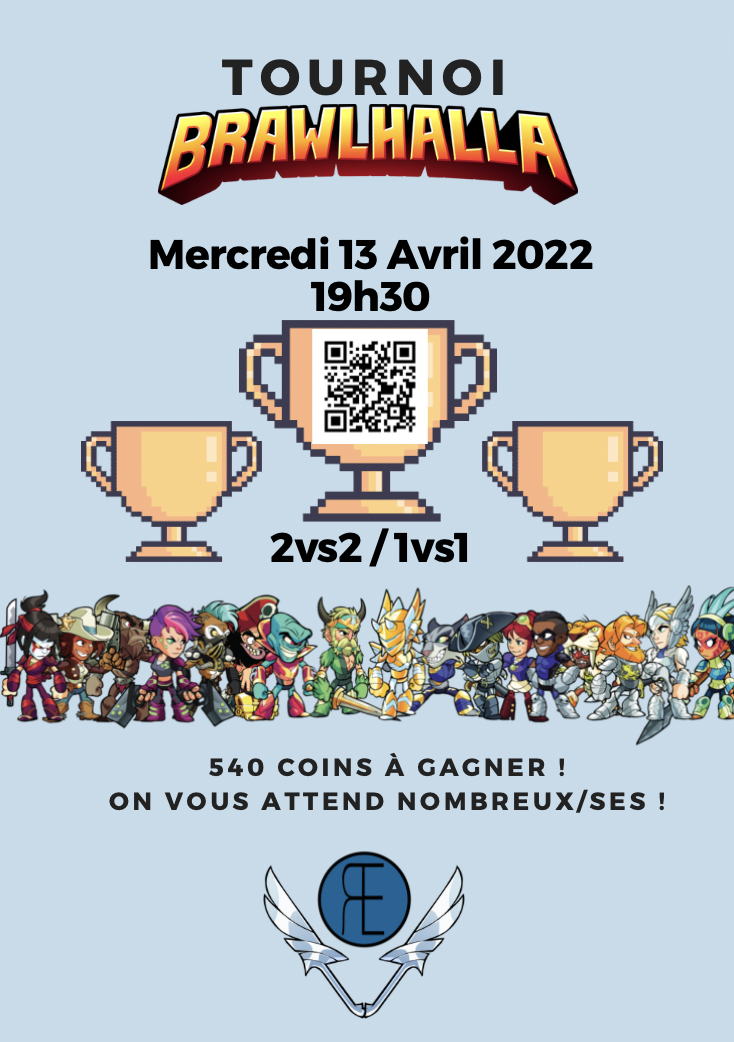 TOURNOI
BRAWLHALLA
Mercredi 13 Avril 2022
19h30
2vs2 / 1vs1
540 COINS À GAGNER !
ON VOUS ATTEND NOMBREUX/SES !